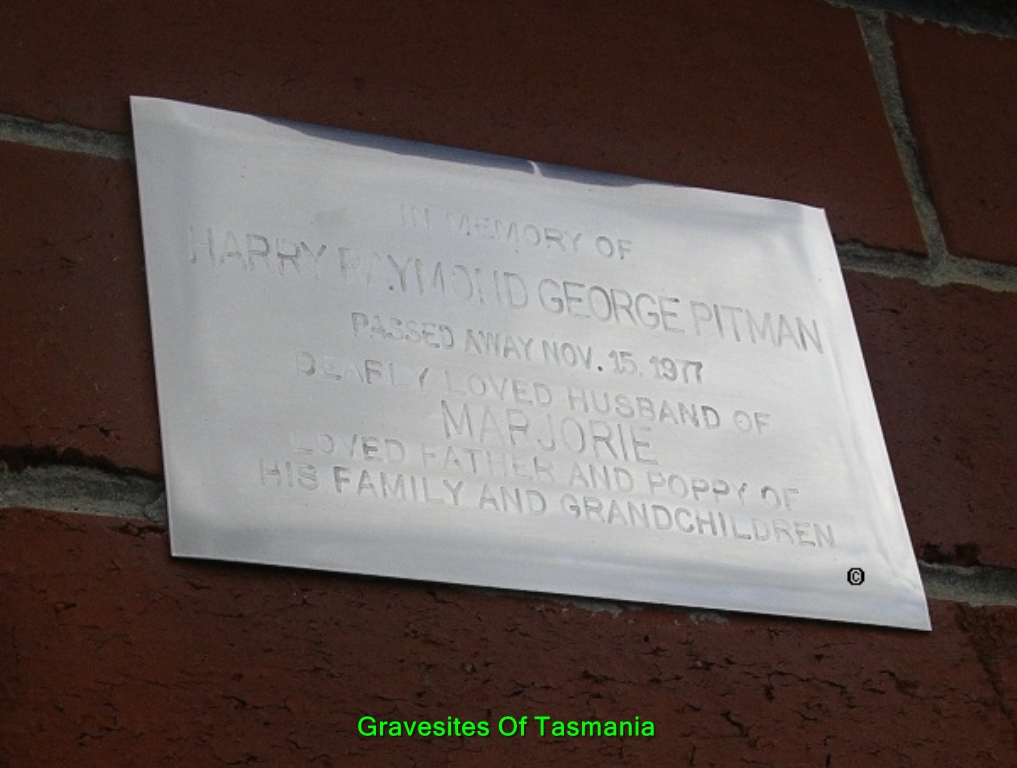 IN MEMORY OF
HARRY RAYMOND GEORGE PITMAN
PASSED AWAY NOV. 15. 1977
DEARLY LOVED HUSBAND OF
MARJORIE
LOVED FATHER AND POPPY OF
HIS FAMILY AND GRANDCHILDREN
©
Gravesites Of Tasmania